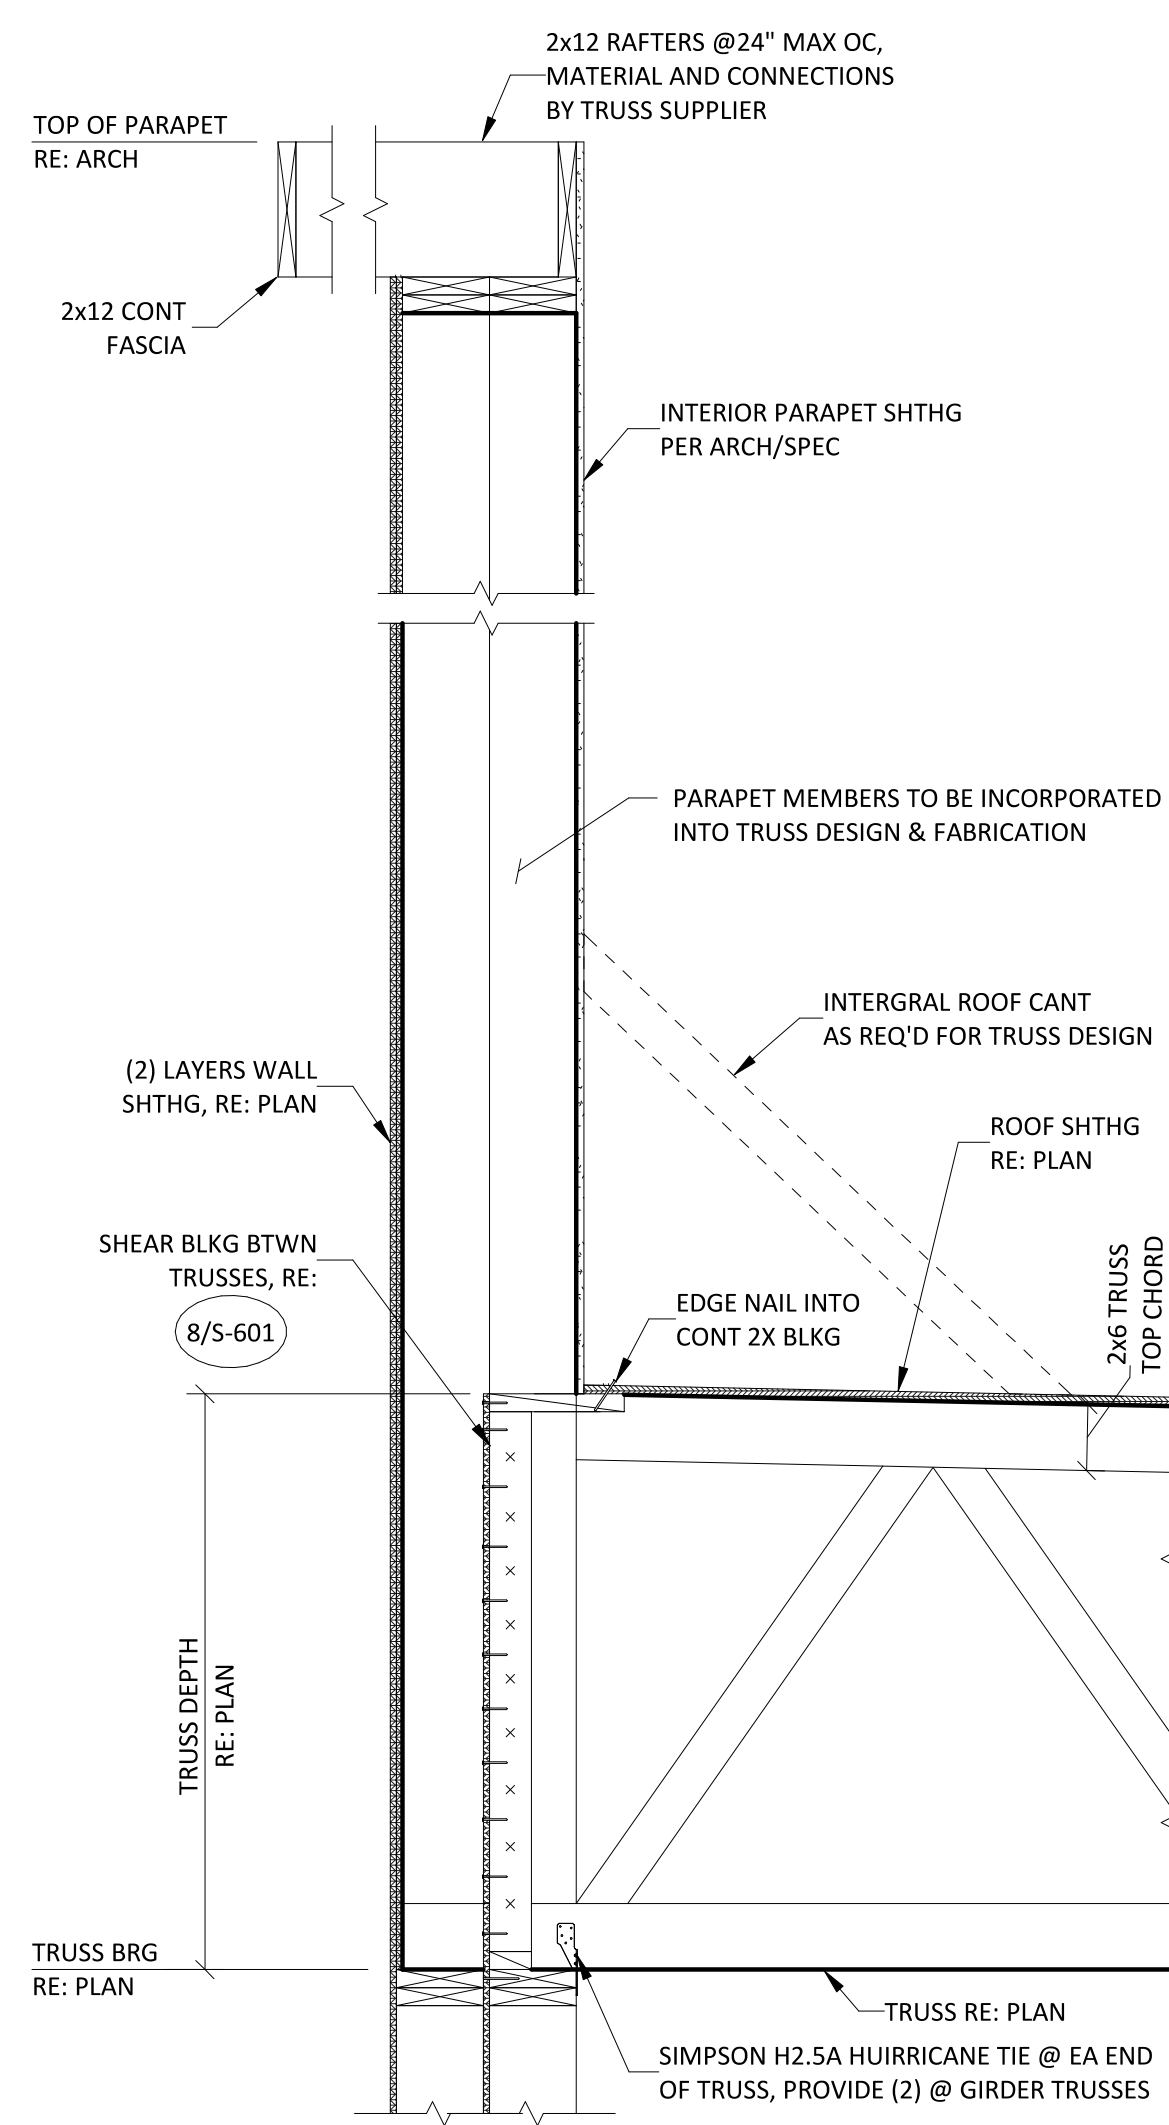 2x12 RAFTERS @24" MAX OC,
MATERIAL AND CONNECTIONS
BY TRUSS SUPPLIER
TOP OF PARAPET
RE: ARCH
2x12 CONT
FASCIA
INTERIOR PARAPET SHTHG
PER ARCH/SPEC
PARAPET MEMBERS TO BE INCORPORATED
INTO TRUSS DESIGN & FABRICATION
INTERGRAL ROOF CANT
AS REQ'D FOR TRUSS DESIGN
(2) LAYERS WALL
SHTHG, RE: PLAN
ROOF SHTHG
RE: PLAN
SHEAR BLKG BTWN
TRUSSES, RE:
8/S-601
EDGE NAIL INTO
CONT 2X BLKG
2x6 TRUSS
TOP CHORD
TRUSS DEPTH
RE: PLAN
TRUSS BRG
RE: PLAN
TRUSS RE: PLAN
SIMPSON H2.5A HUIRRICANE TIE @ EA END
OF TRUSS, PROVIDE (2) @ GIRDER TRUSSES